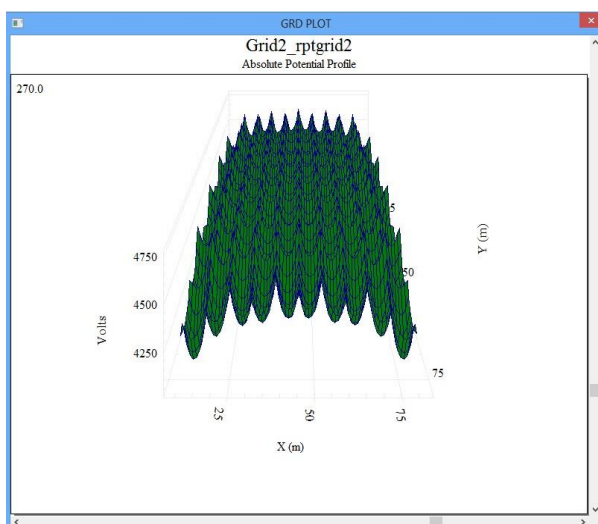 GRD PLOT
Grid2_rptgrid2
Absolute Potential Profile
270.0
5
Y (m)
50
4750
4500
4250
Volts
75
25
50
75
X (m)